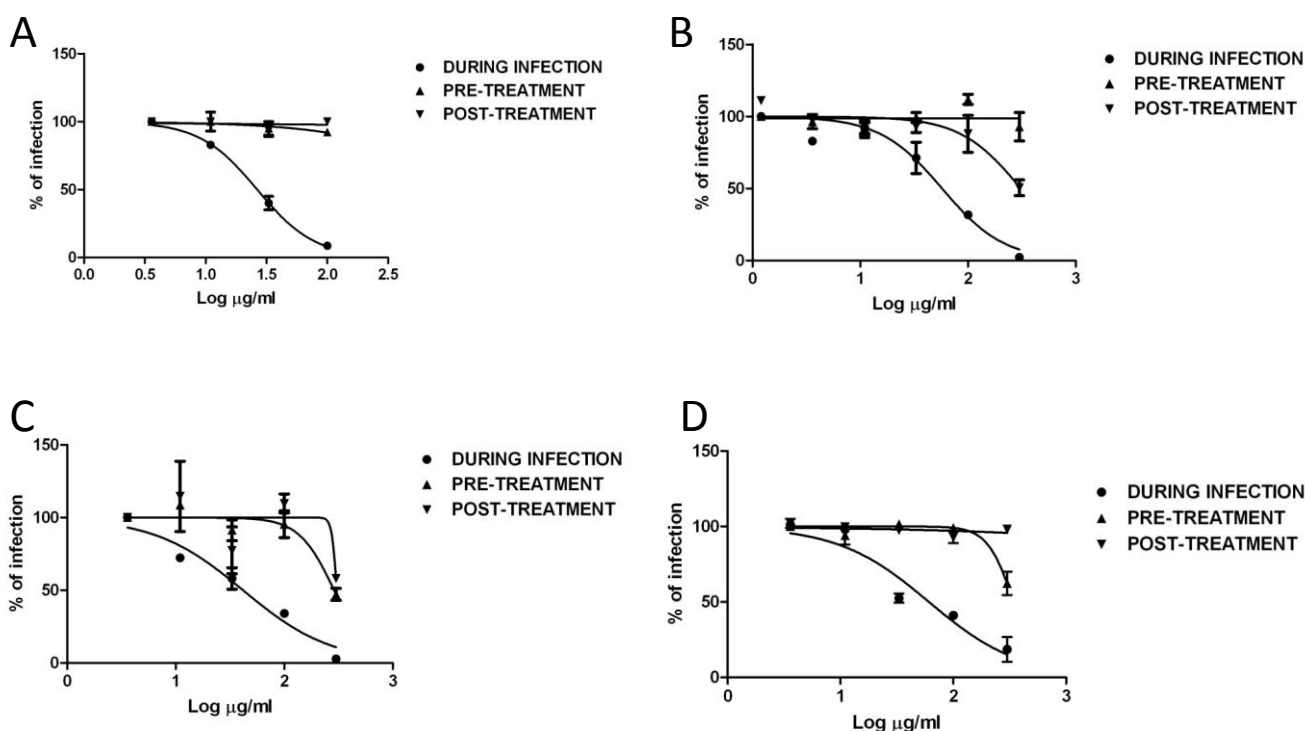 A
150
100
50
0
% of infection
0.0 0.5 1.0 1.5 2.0 2.5
Log μg/ml
DURING INFECTION
PRE-TREATMENT
POST-TREATMENT
B
150
100
50
0
% of infection
0 1 2 3
Log μg/ml
DURING INFECTION
PRE-TREATMENT
POST-TREATMENT
C
150
100
50
0
% of infection
0 1 2 3
Log μg/ml
DURING INFECTION
PRE-TREATMENT
POST-TREATMENT
D
150
100
50
0
% of infection
0 1 2 3
Log μg/ml
DURING INFECTION
PRE-TREATMENT
POST-TREATMENT